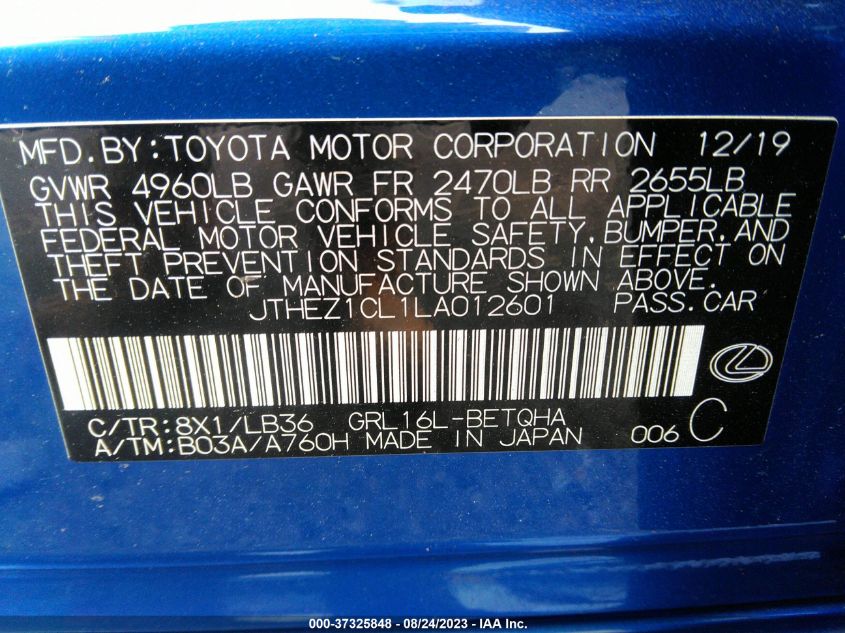 MFD.BY:TOYOTA MOTOR CORPORATION 12/19
GVWR 4960LB GAWR FR 2470LB RR 2655LB
THIS VEHICLE CONFORMS TO ALL APPLICABLE
FEDERAL MOTOR VEHICLE SAFETY,BUMPER,AND
THEFT PREVENTION STANDARDS IN EFFECT ON
THE DATE OF MANUFACTURE SHOWN ABOVE.
JTHEZ1CL1LA012601 PASS.CAR
C/TR:8X1/LB36 GRL16L-BETQHA
A/TM:B03A/A760H MADE IN JAPAN 006 C
000-37325848 - 08/24/2023 - IAA Inc.